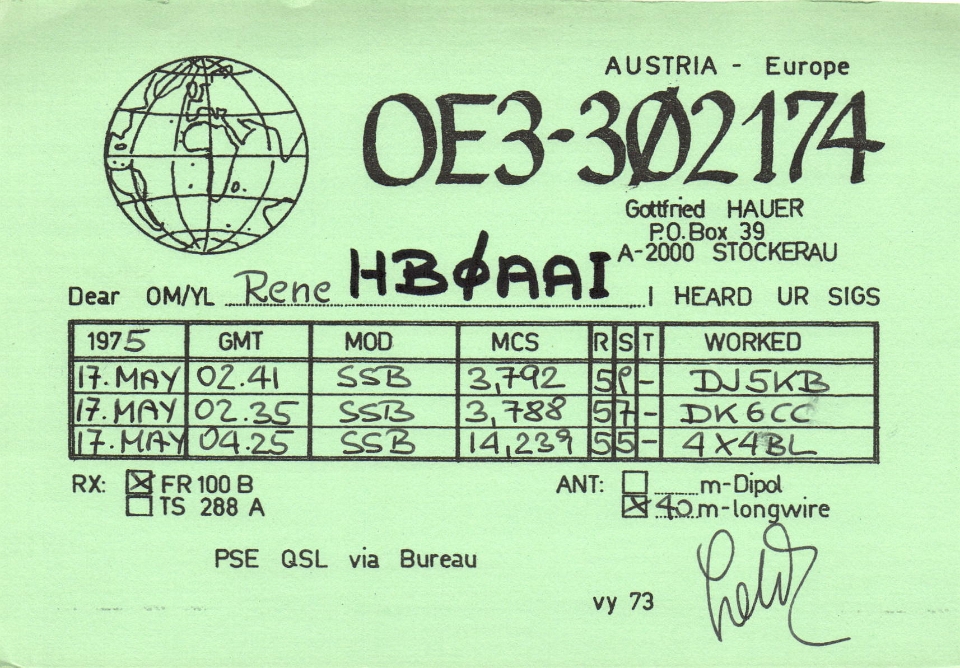 AUSTRIA - Europe
OE3-3Ø2174
Gottfried HAUER
P.O.Box 39
A-2000 STOCKERAU
Dear OM/YL Rene HBØAAI I HEARD UR SIGS
1975 GMT MOD MCS R S T WORKED
17.MAY 02.41 SSB 3,792 5 - DJ5KB
17.MAY 02.35 SSB 3,788 5 7 - DK6CC
17.MAY 04.25 SSB 14,239 5 5 - 4X4BL
RX: FR 100 B ANT: m-Dipol
TS 288 A 40 m-longwire
PSE QSL via Bureau
vy 73